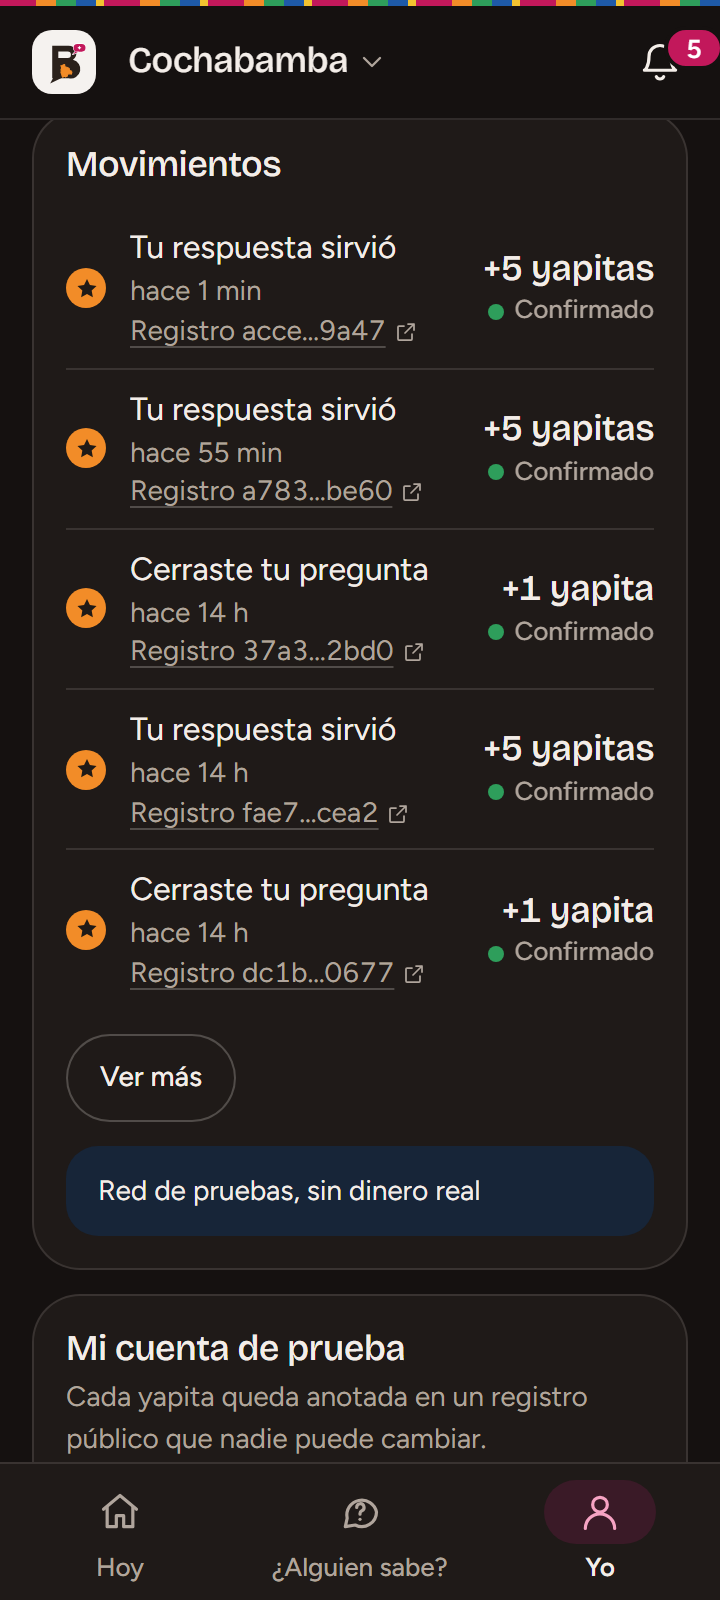 B
Cochabamba
5
Movimientos
Tu respuesta sirvió
hace 1 min
Registro acce...9a47
+5 yapitas
Confirmado
Tu respuesta sirvió
hace 55 min
Registro a783...be60
+5 yapitas
Confirmado
Cerraste tu pregunta
hace 14 h
Registro 37a3...2bd0
+1 yapita
Confirmado
Tu respuesta sirvió
hace 14 h
Registro fae7...cea2
+5 yapitas
Confirmado
Cerraste tu pregunta
hace 14 h
Registro dc1b...0677
+1 yapita
Confirmado
Ver más
Red de pruebas, sin dinero real
Mi cuenta de prueba
Cada yapita queda anotada en un registro
público que nadie puede cambiar.
Hoy
¿Alguien sabe?
Yo